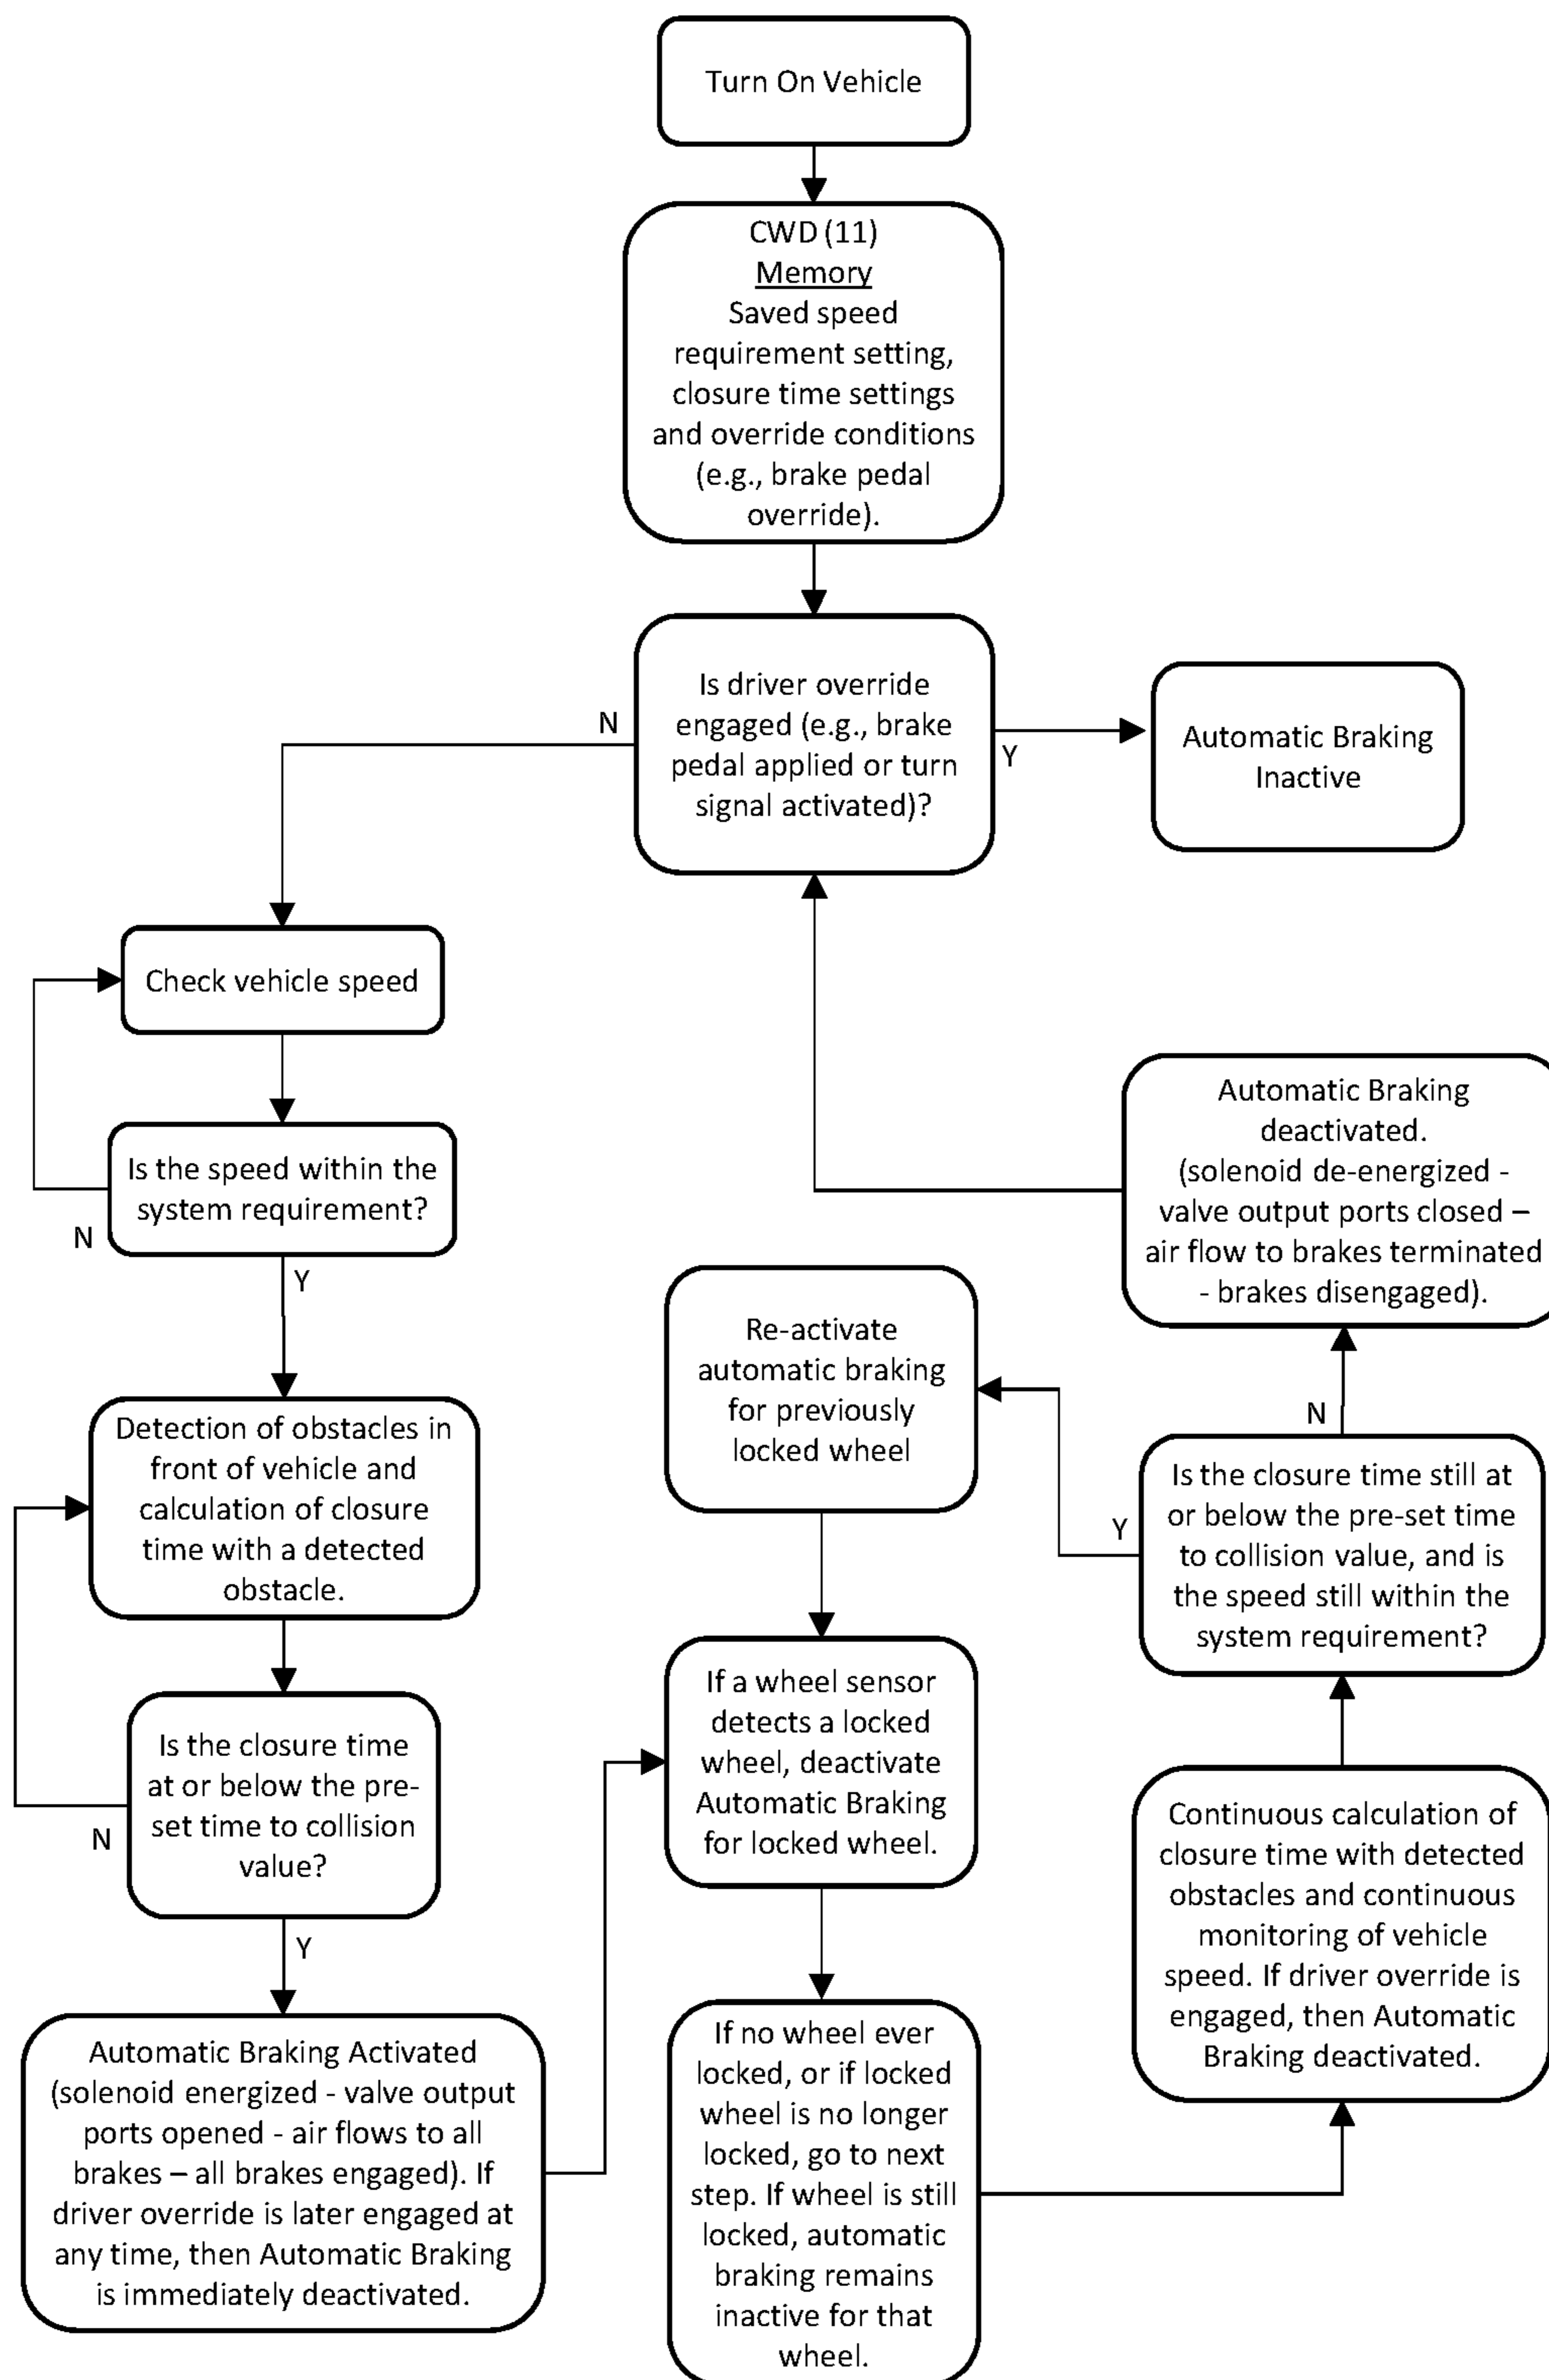 Turn On Vehicle
CWD (11)
Memory
Saved speed
requirement setting,
closure time settings
and override conditions
(e.g., brake pedal
override).
Is driver override
engaged (e.g., brake
pedal applied or turn
signal activated)?
N
Y
Automatic Braking
Inactive
Check vehicle speed
Is the speed within the
system requirement?
N
Y
Detection of obstacles in
front of vehicle and
calculation of closure
time with a detected
obstacle.
Is the closure time
at or below the pre-
set time to collision
value?
N
Y
Automatic Braking Activated
(solenoid energized - valve output
ports opened - air flows to all
brakes – all brakes engaged). If
driver override is later engaged at
any time, then Automatic Braking
is immediately deactivated.
Re-activate
automatic braking
for previously
locked wheel
If a wheel sensor
detects a locked
wheel, deactivate
Automatic Braking
for locked wheel.
If no wheel ever
locked, or if locked
wheel is no longer
locked, go to next
step. If wheel is still
locked, automatic
braking remains
inactive for that
wheel.
Automatic Braking
deactivated.
(solenoid de-energized -
valve output ports closed –
air flow to brakes terminated
- brakes disengaged).
N
Y
Is the closure time still at
or below the pre-set time
to collision value, and is
the speed still within the
system requirement?
Continuous calculation of
closure time with detected
obstacles and continuous
monitoring of vehicle
speed. If driver override is
engaged, then Automatic
Braking deactivated.